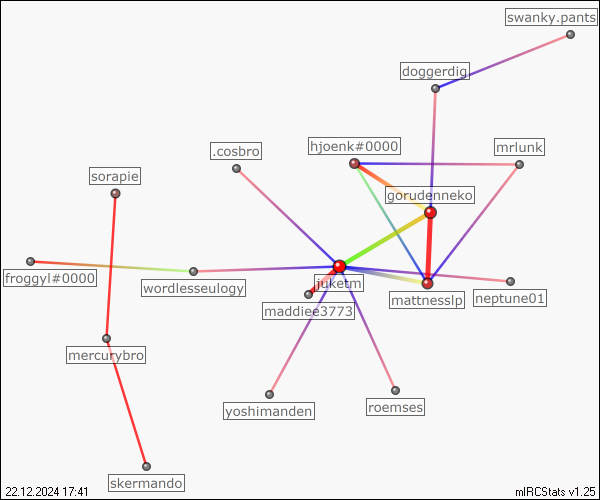 swanky.pants
doggerdig
hjoenk#0000
mrlunk
.cosbro
sorapie
gorudenneko
froggyl#0000
wordlesseulogy
juketm
mattnesslp
neptune01
maddiee3773
mercurybro
yoshimanden
roemses
skermando
22.12.2024 17:41
mIRCStats v1.25